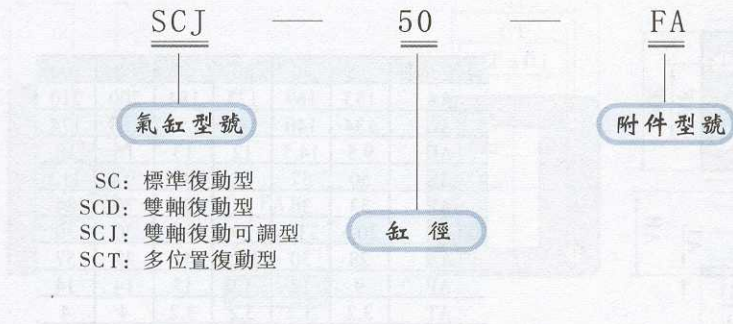 SCJ — 50 — FA
氣缸型號
附件型號
SC：標準復動型
SCD：雙軸復動型
SCJ：雙軸復動可調型
SCT：多位置復動型
缸徑